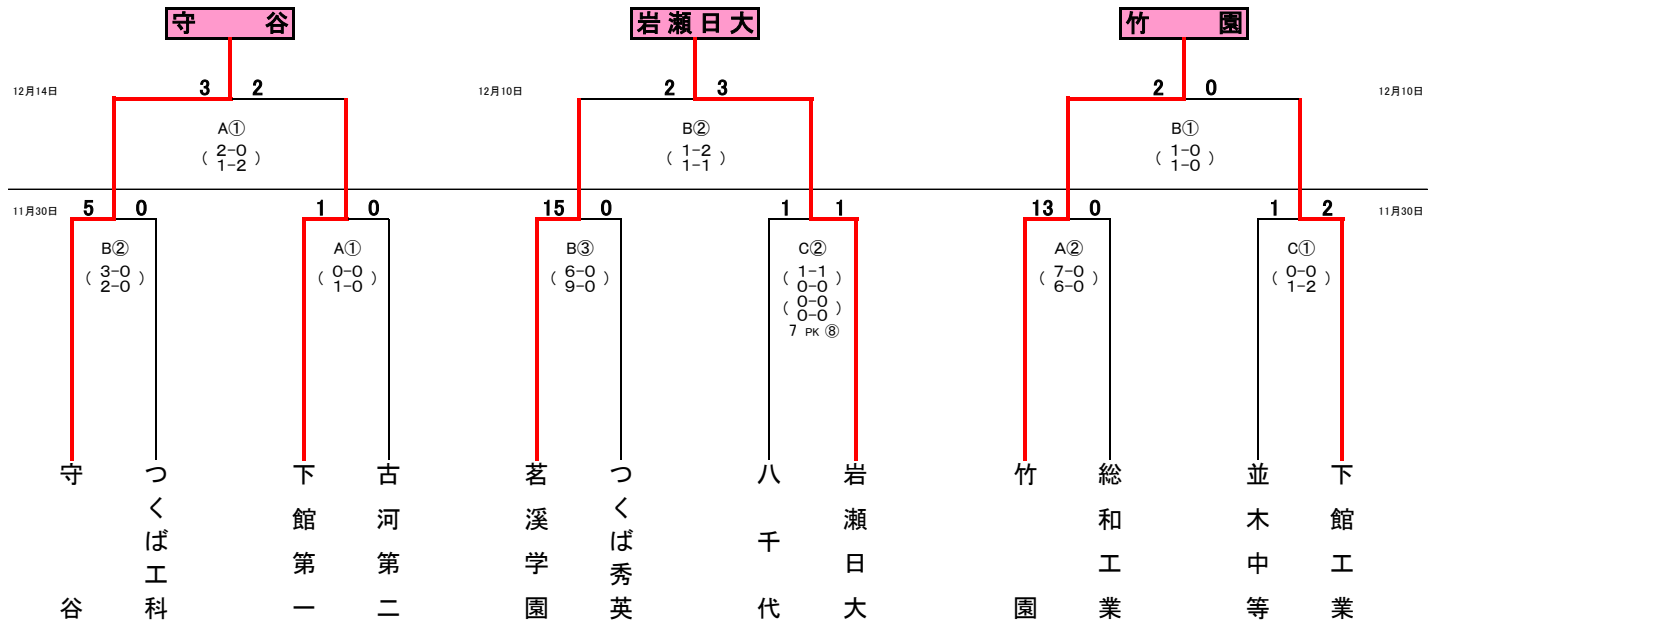 守谷 岩瀬日大 竹園
12月14日 3 2 12月10日 2 3 2 0 12月10日
A① B② B①
( 2-0 ) ( 1-2 ) ( 1-0 )
1-2 1-1 1-0
11月30日 5 0 1 0 15 0 1 1 13 0 1 2 11月30日
B② A① B③ C② A② C①
( 3-0 ) ( 0-0 ) ( 6-0 ) ( 1-1 ) ( 7-0 ) ( 0-0 )
2-0 1-0 9-0 0-0 6-0 1-2
( 0-0 )
0-0
7 PK ⑧
守谷
つくば工科
下館第一
古河第二
茗溪学園
つくば秀英
八千代
岩瀬日大
竹園
総和工業
並木中等
下館工業